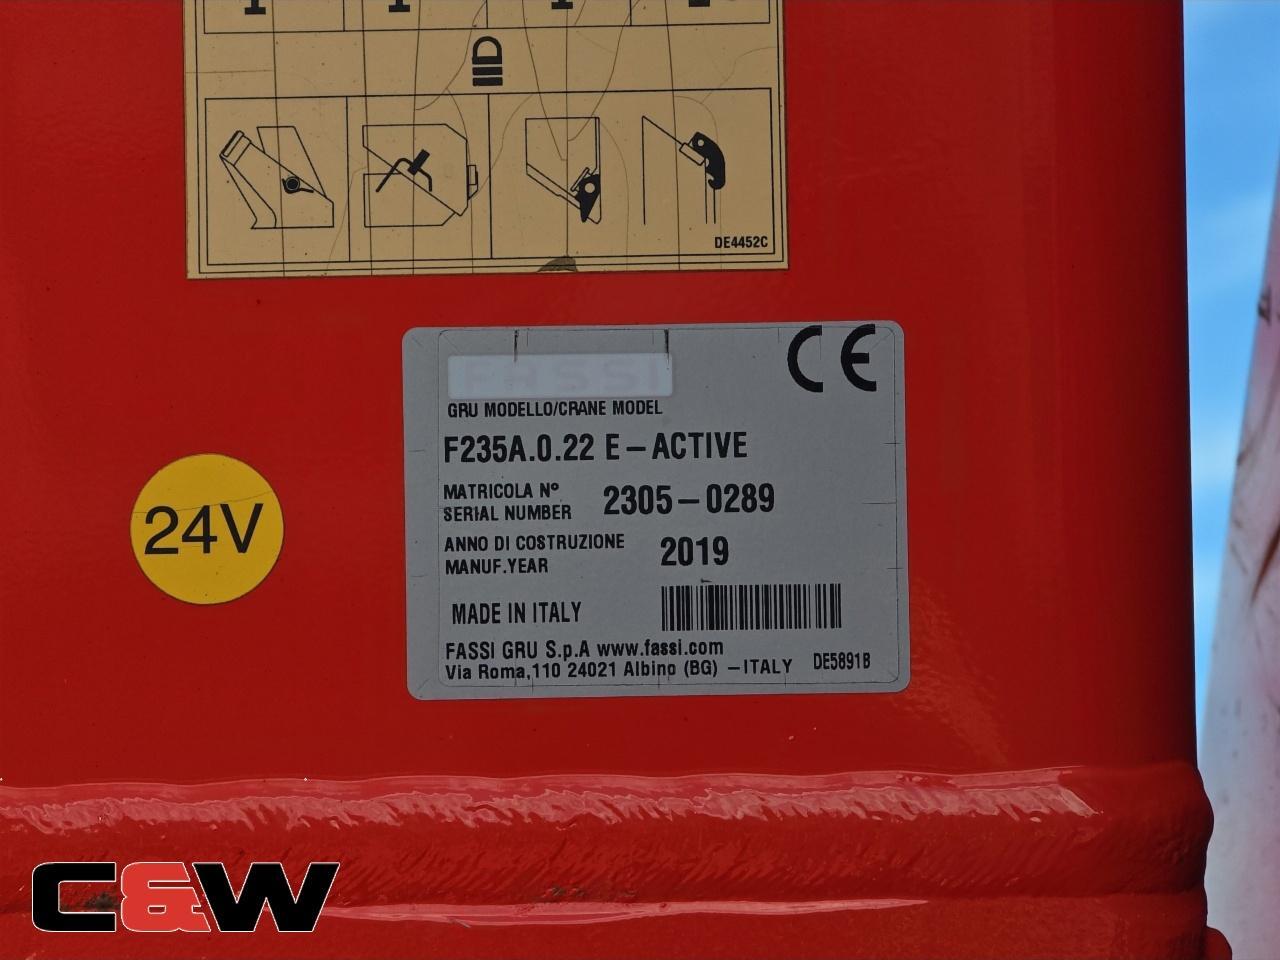 DE4452C
FASSI
CE
GRU MODELLO/CRANE MODEL
F235A.0.22 E-ACTIVE
MATRICOLA Nº
SERIAL NUMBER
2305-0289
ANNO DI COSTRUZIONE
MANUF.YEAR
2019
MADE IN ITALY
FASSI GRU S.p.A www.fassi.com
Via Roma,110 24021 Albino (BG) -ITALY
DE5891B
24V
C&W